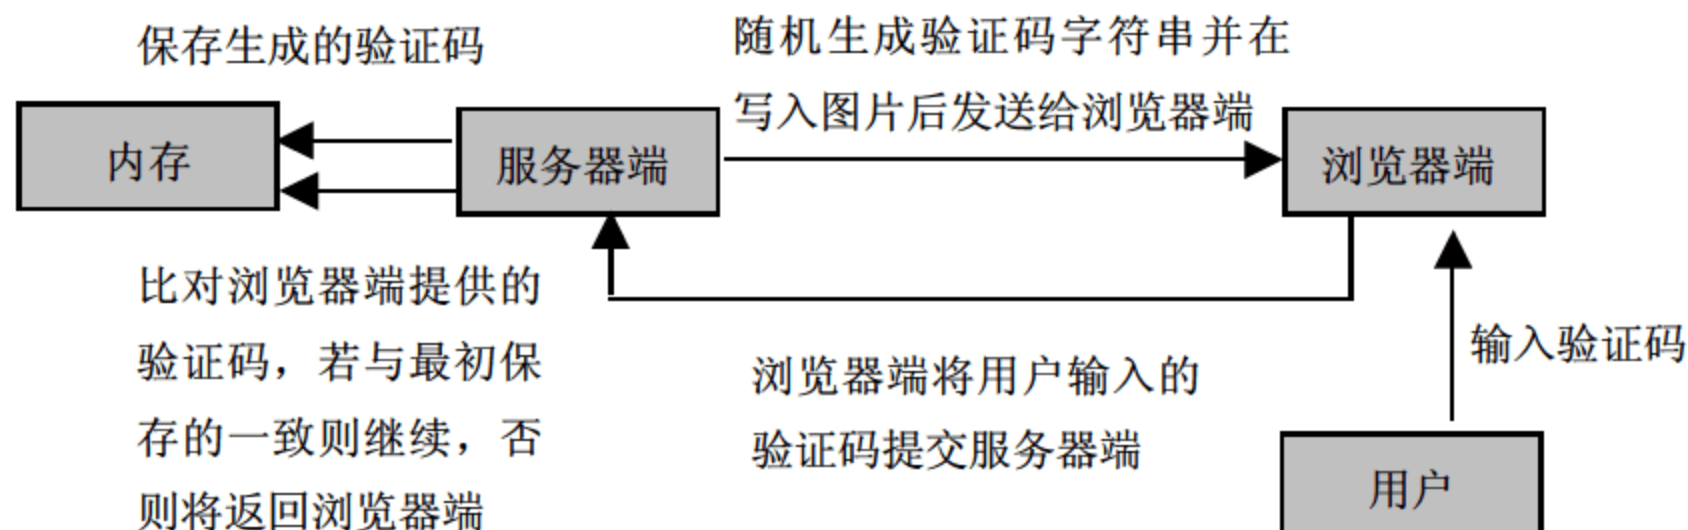 保存生成的验证码
随机生成验证码字符串并在
写入图片后发送给浏览器端
内存
服务器端
浏览器端
比对浏览器端提供的
验证码，若与最初保
存的一致则继续，否
则将返回浏览器端
浏览器端将用户输入的
验证码提交服务器端
输入验证码
用户